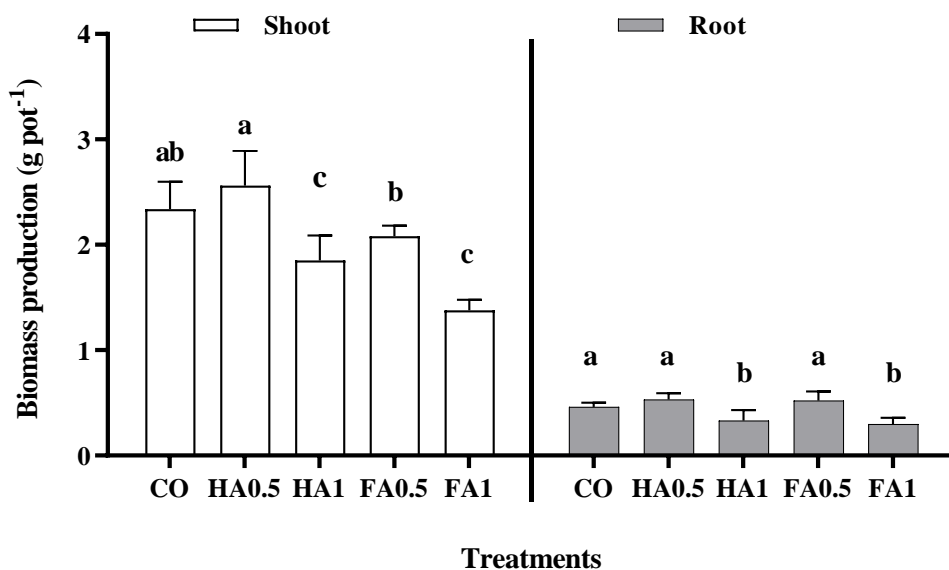 Shoot
Root
Biomass production (g pot⁻¹)
4
3
2
1
0
ab
a
c
b
c
a
a
b
a
b
CO HA0.5 HA1 FA0.5 FA1
CO HA0.5 HA1 FA0.5 FA1
Treatments